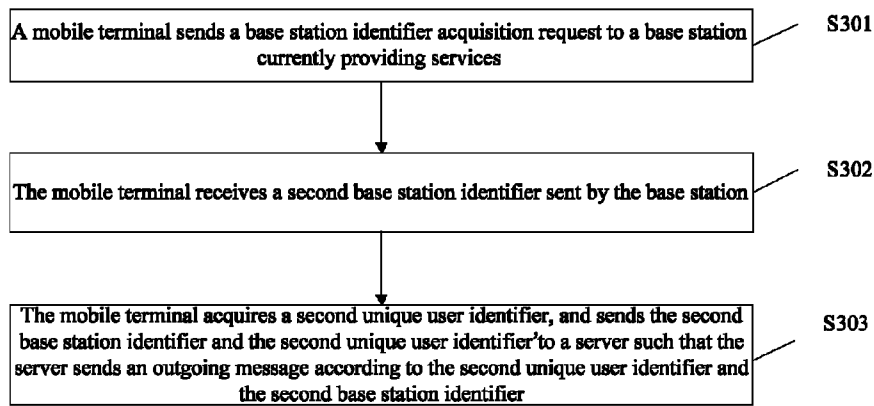 A mobile terminal sends a base station identifier acquisition request to a base station
currently providing services
S301
The mobile terminal receives a second base station identifier sent by the base station
S302
The mobile terminal acquires a second unique user identifier, and sends the second
base station identifier and the second unique user identifier'to a server such that the
server sends an outgoing message according to the second unique user identifier and
the second base station identifier
S303